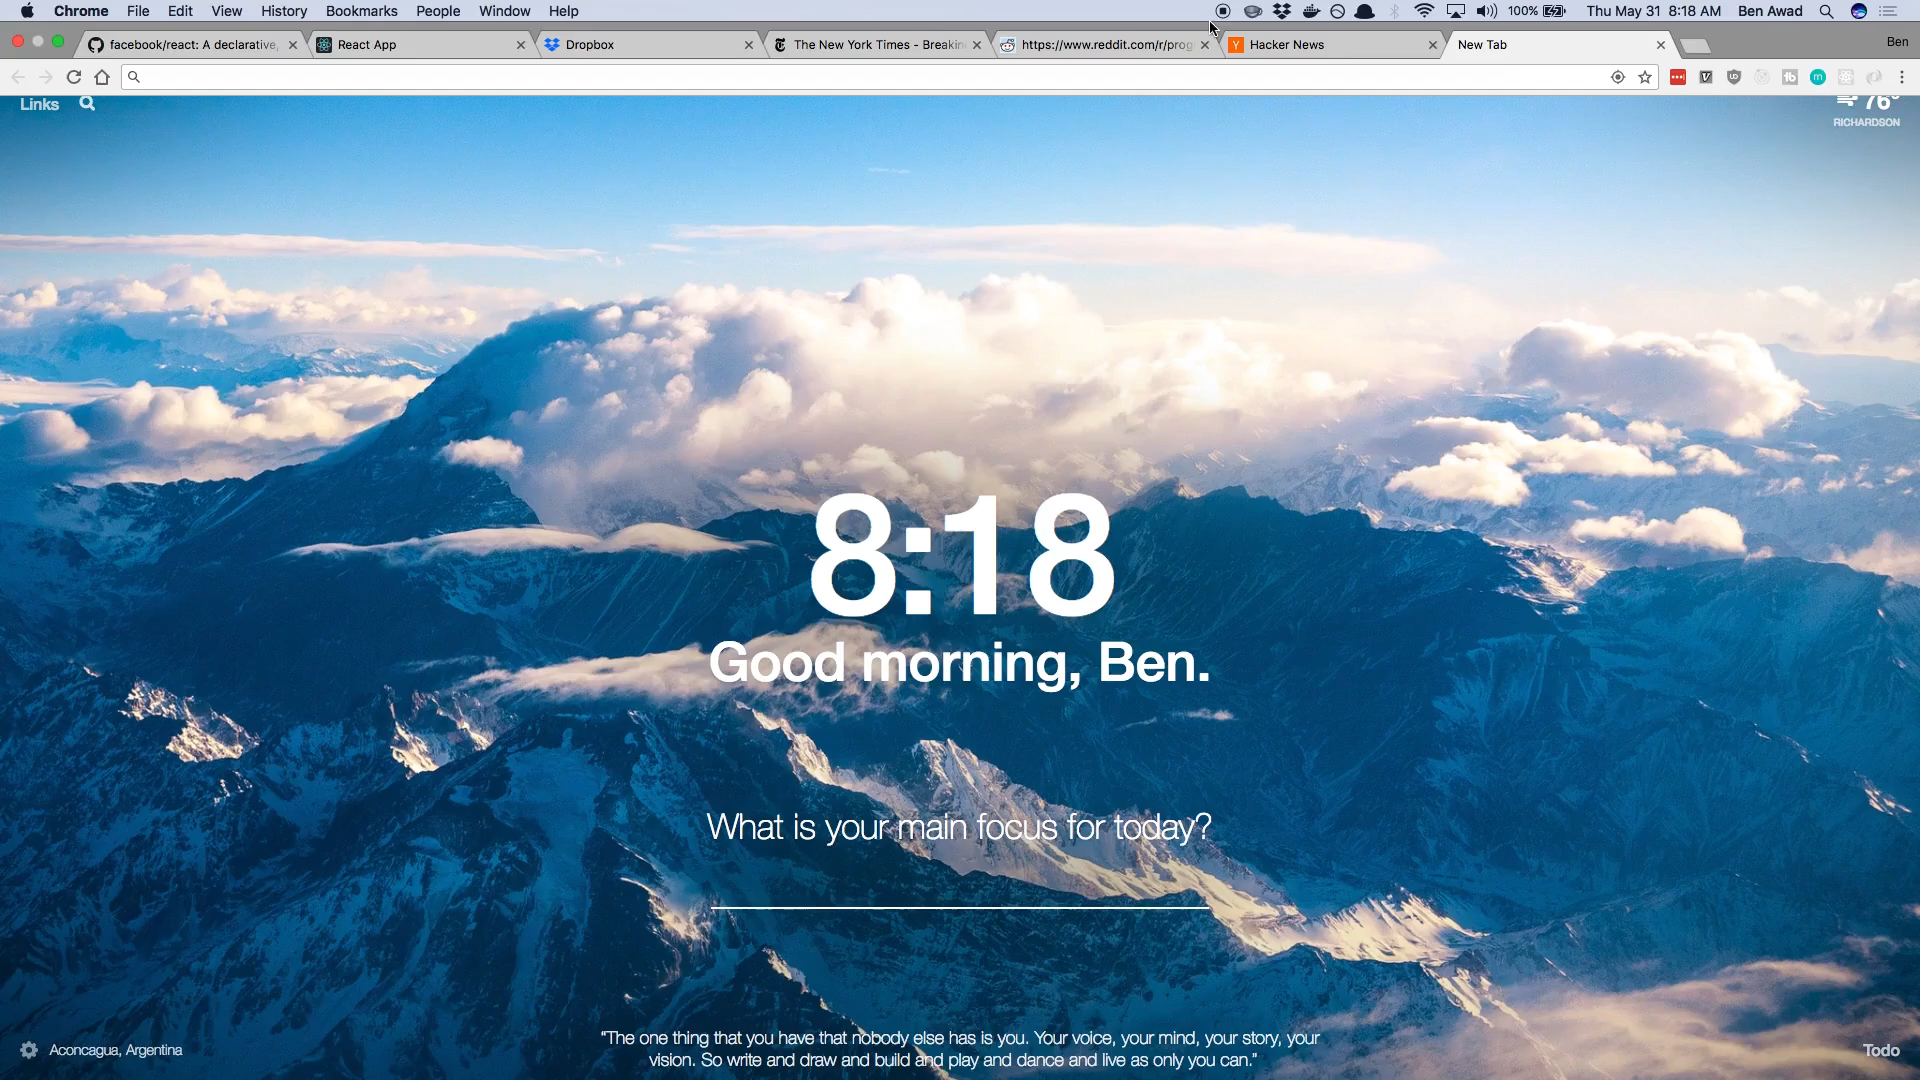 Chrome File Edit View History Bookmarks People Window Help 100% Thu May 31 8:18 AM Ben Awad
facebook/react: A declarative, React App Dropbox The New York Times - Breakin https://www.reddit.com/r/prog Hacker News New Tab Ben
Links 76°
RICHARDSON
8:18
Good morning, Ben.
What is your main focus for today?
"The one thing that you have that nobody else has is you. Your voice, your mind, your story, your
vision. So write and draw and build and play and dance and live as only you can."
Aconcagua, Argentina Todo